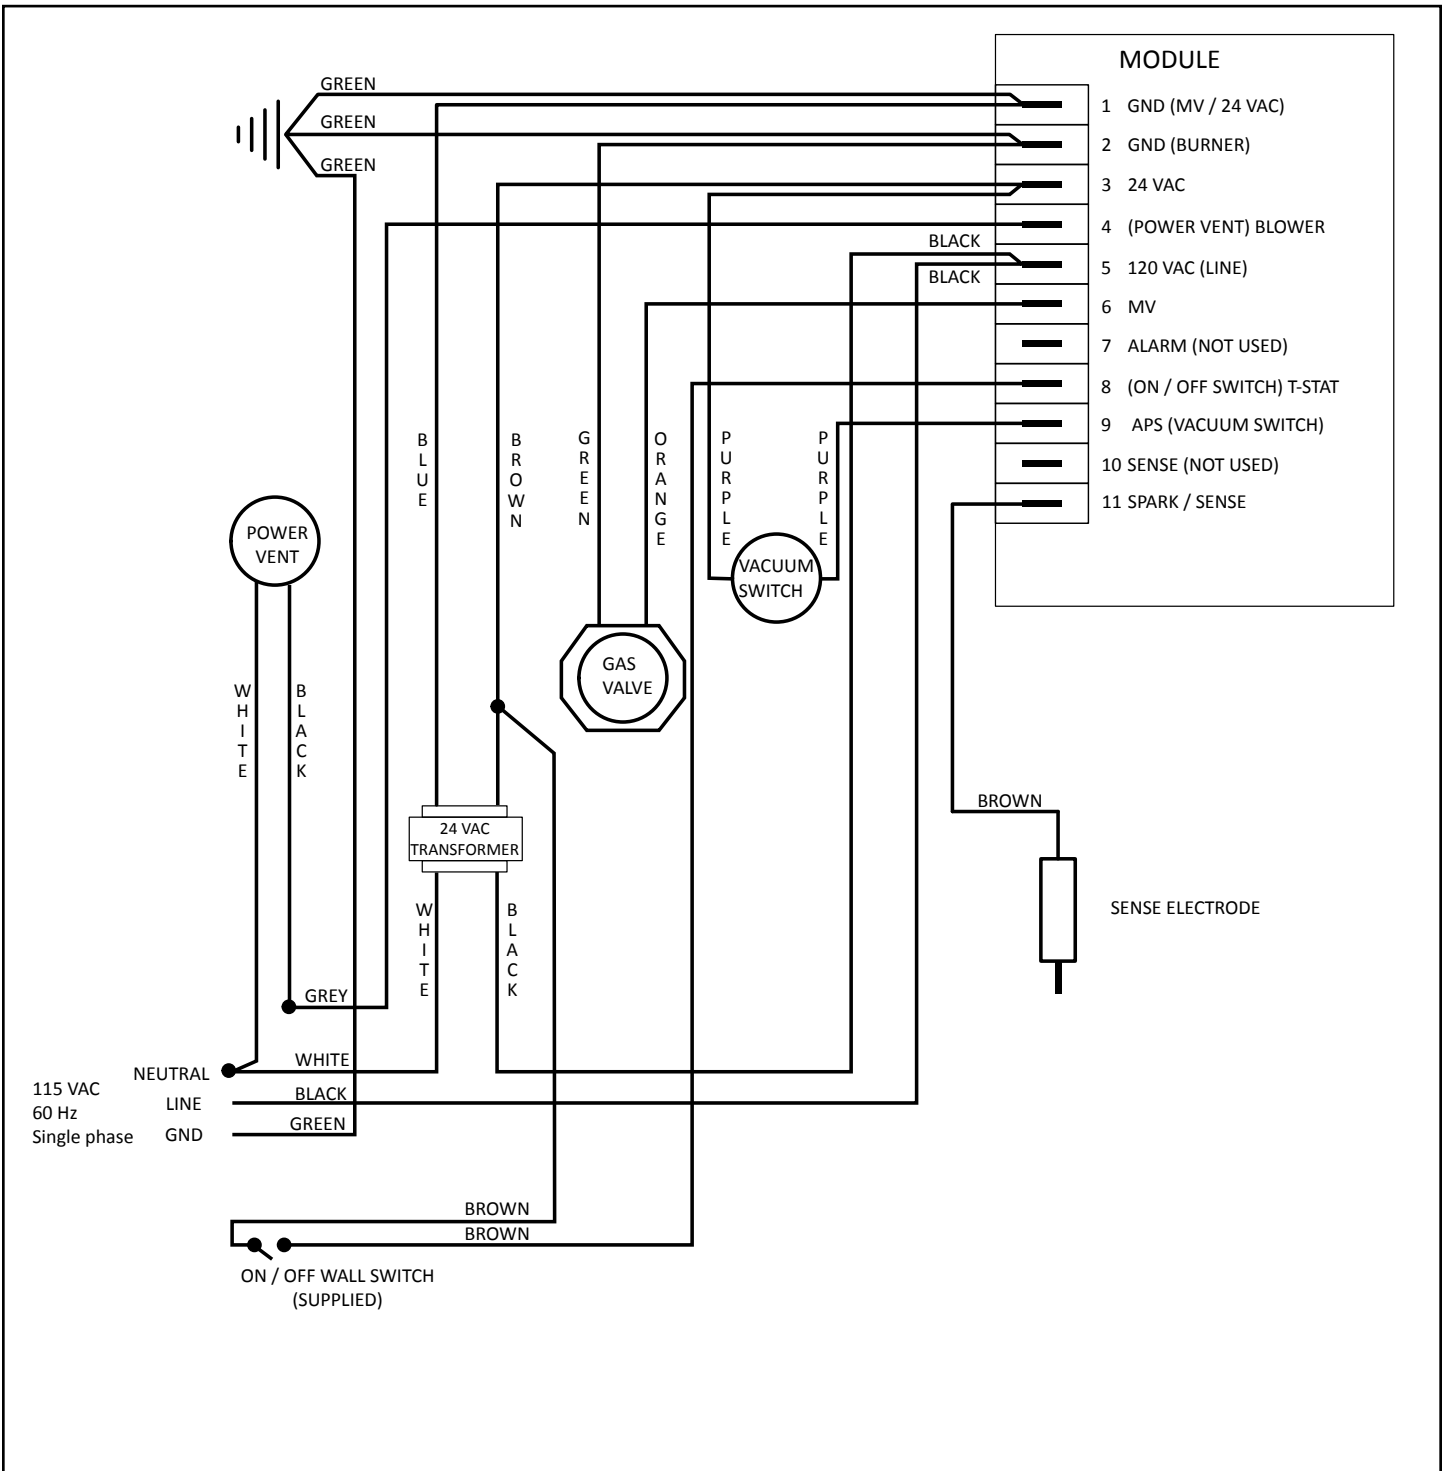 MODULE
GREEN
1 GND (MV / 24 VAC)
GREEN
2 GND (BURNER)
GREEN
3 24 VAC
4 (POWER VENT) BLOWER
BLACK
5 120 VAC (LINE)
BLACK
6 MV
7 ALARM (NOT USED)
8 (ON / OFF SWITCH) T-STAT
9 APS (VACUUM SWITCH)
10 SENSE (NOT USED)
11 SPARK / SENSE
BLUE
BROWN
GREEN
ORANGE
PURPLE
PURPLE
POWER
VENT
VACUUM
SWITCH
GAS
VALVE
WHITE
BLACK
24 VAC
TRANSFORMER
BROWN
SENSE ELECTRODE
WHITE
BLACK
GREY
WHITE
NEUTRAL
115 VAC
BLACK
LINE
60 Hz
GREEN
GND
Single phase
BROWN
BROWN
ON / OFF WALL SWITCH
(SUPPLIED)